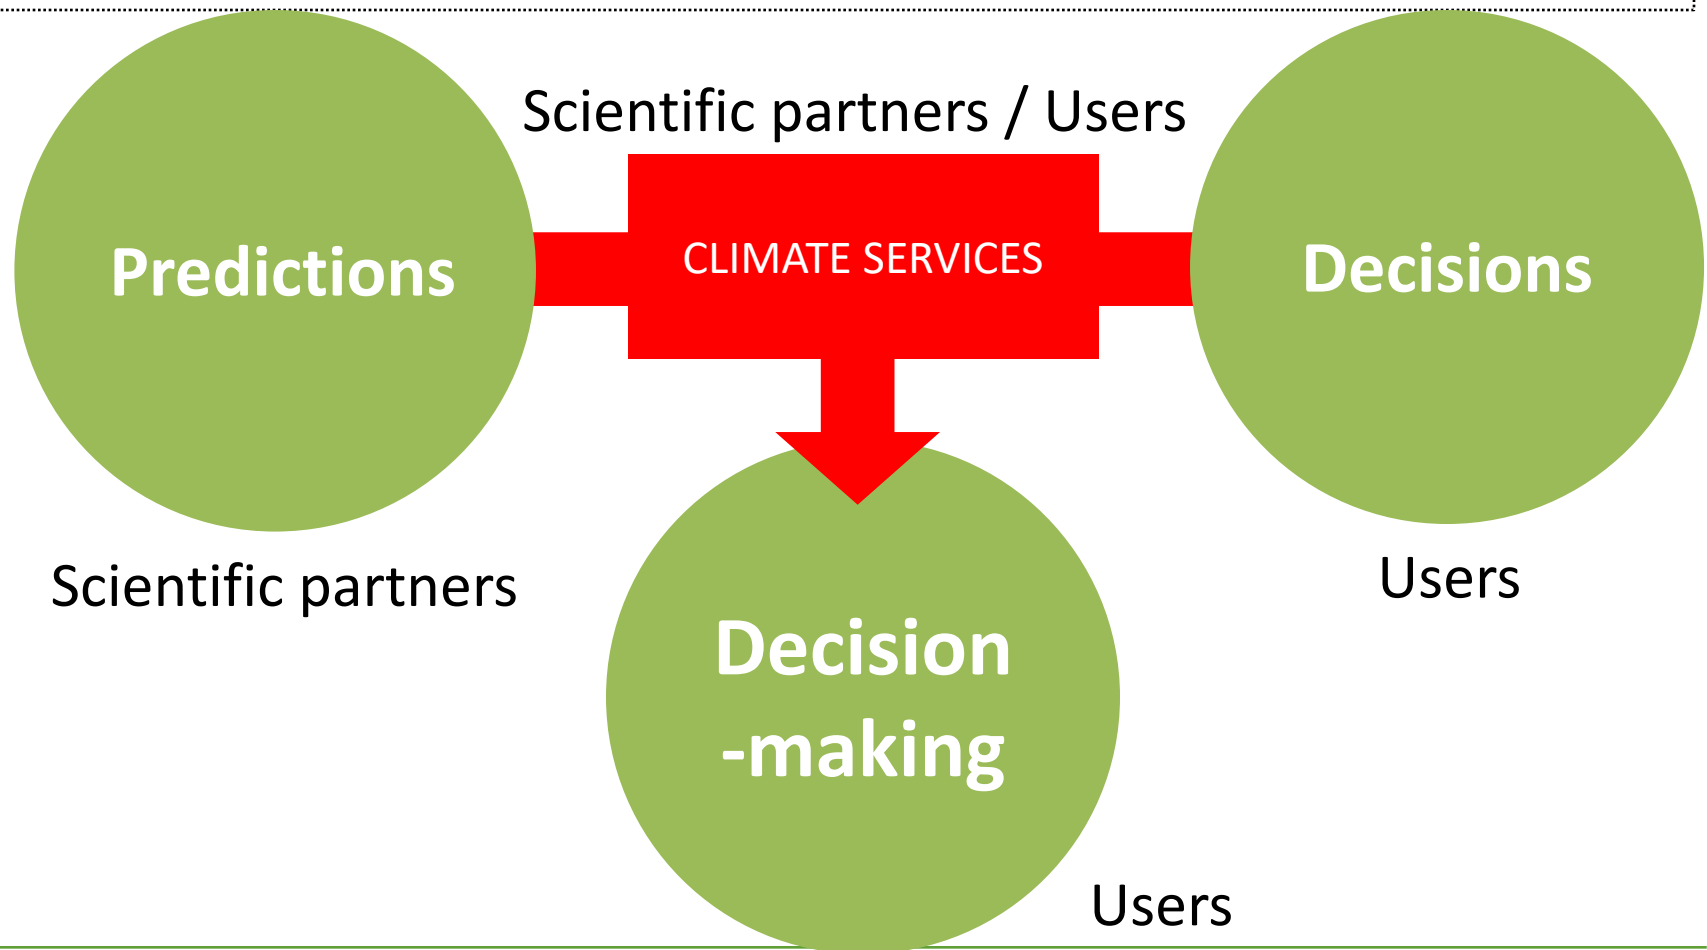 Scientific partners / Users
Predictions
CLIMATE SERVICES
Decisions
Scientific partners
Users
Decision
-making
Users